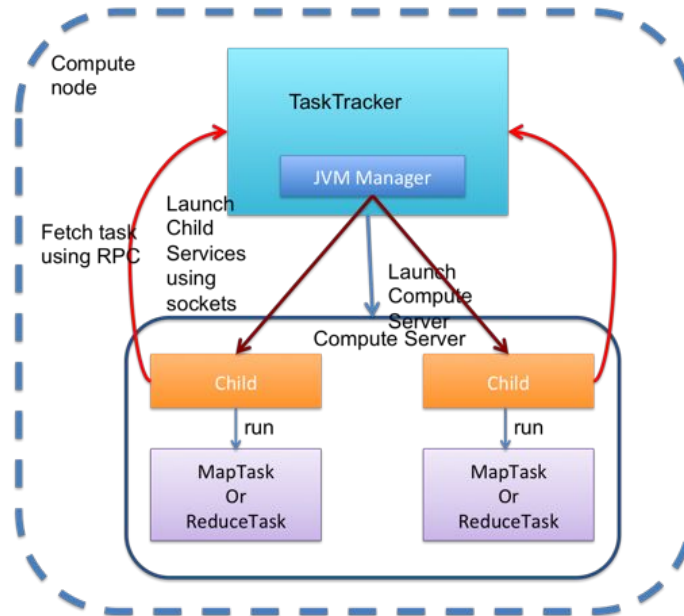 Compute
node
TaskTracker
JVM Manager
Fetch task
using RPC
Launch
Child
Services
using
sockets
Launch
Compute
Server
Compute Server
Child
Child
run
run
MapTask
Or
ReduceTask
MapTask
Or
ReduceTask